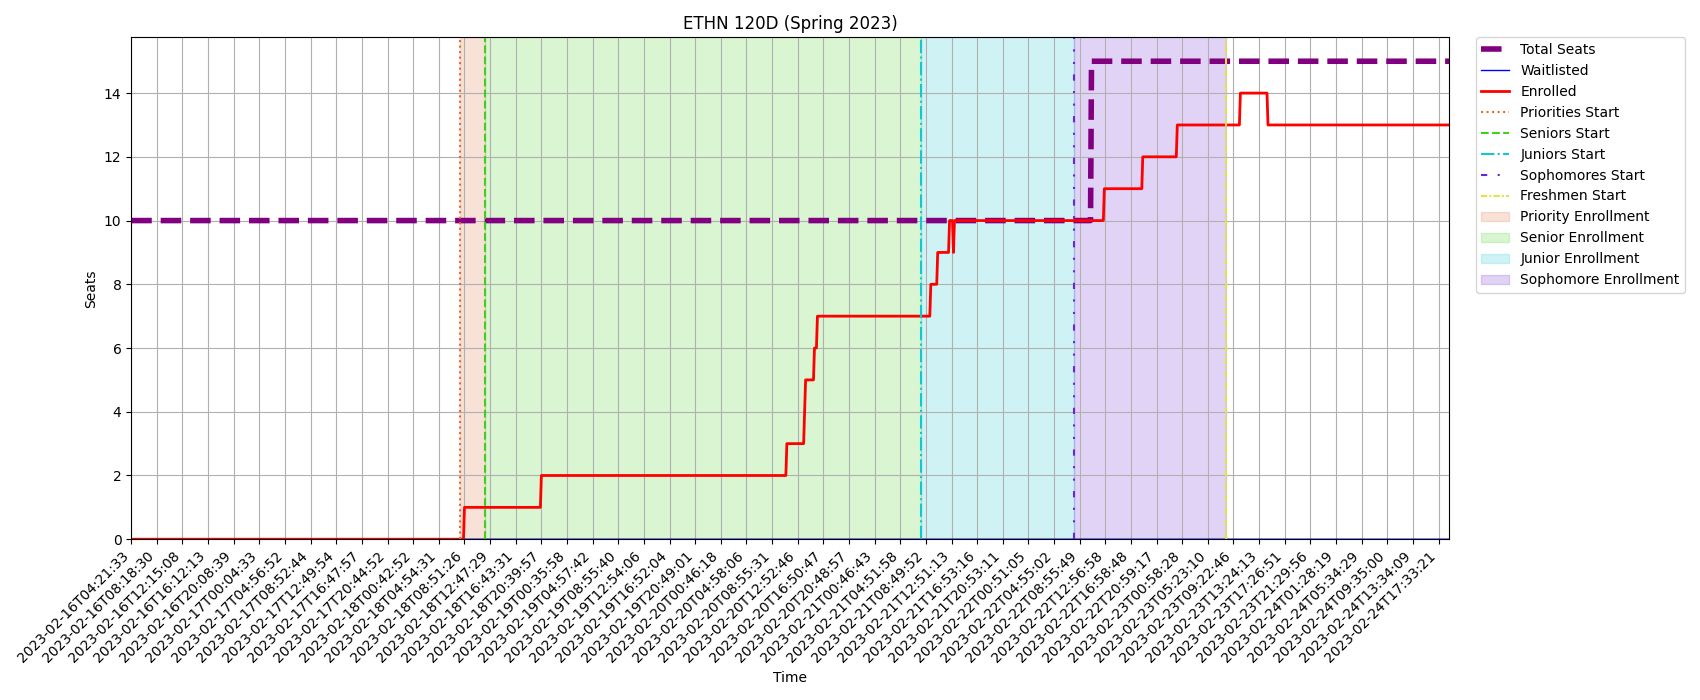 ETHN 120D (Spring 2023)
Total Seats
Waitlisted
Enrolled
Priorities Start
Seniors Start
Juniors Start
Sophomores Start
Freshmen Start
Priority Enrollment
Senior Enrollment
Junior Enrollment
Sophomore Enrollment
Seats
14
12
10
8
6
4
2
0
2023-02-16T04:21:33
2023-02-16T08:18:30
2023-02-16T12:15:08
2023-02-16T16:12:13
2023-02-16T20:08:39
2023-02-17T00:04:33
2023-02-17T04:56:52
2023-02-17T08:52:44
2023-02-17T12:49:54
2023-02-17T16:47:57
2023-02-17T20:44:52
2023-02-18T00:42:52
2023-02-18T04:54:31
2023-02-18T08:51:26
2023-02-18T12:47:29
2023-02-18T16:43:31
2023-02-18T20:39:57
2023-02-19T00:35:58
2023-02-19T04:57:42
2023-02-19T08:55:40
2023-02-19T12:54:06
2023-02-19T16:52:04
2023-02-19T20:49:01
2023-02-20T00:46:18
2023-02-20T04:58:06
2023-02-20T08:55:31
2023-02-20T12:52:46
2023-02-20T16:50:47
2023-02-20T20:48:57
2023-02-21T00:46:43
2023-02-21T04:51:58
2023-02-21T08:49:52
2023-02-21T12:51:13
2023-02-21T16:53:16
2023-02-21T20:53:11
2023-02-22T00:51:05
2023-02-22T04:55:02
2023-02-22T08:55:49
2023-02-22T12:56:58
2023-02-22T16:58:48
2023-02-22T20:59:17
2023-02-23T00:58:28
2023-02-23T05:23:10
2023-02-23T09:22:46
2023-02-23T13:24:13
2023-02-23T17:26:51
2023-02-23T21:29:56
2023-02-24T01:28:19
2023-02-24T05:34:29
2023-02-24T09:35:00
2023-02-24T13:34:09
2023-02-24T17:33:21
Time